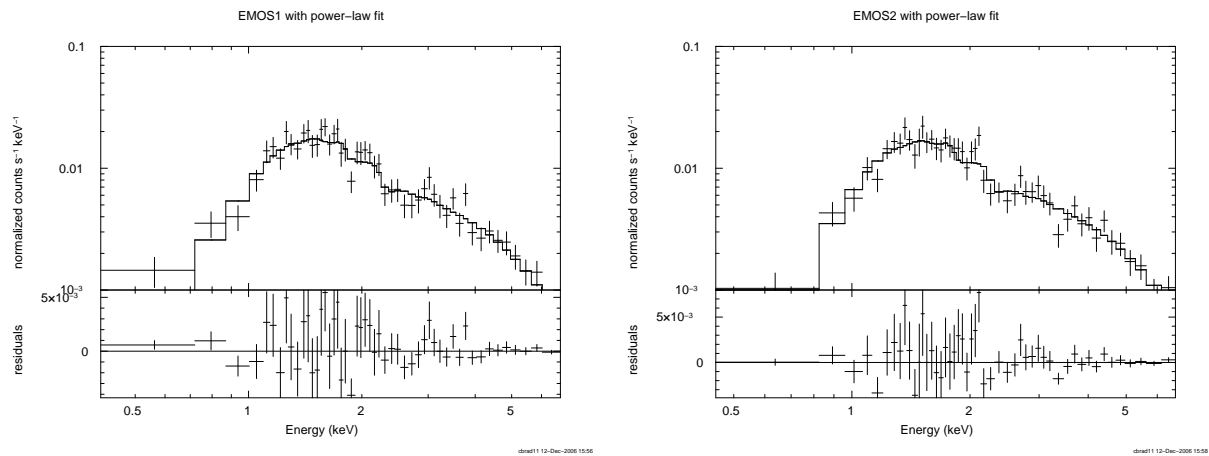 EMOS1 with power−law fit
0.1
0.01
10⁻³
normalized counts s⁻¹ keV⁻¹
5×10⁻³
0
residuals
0.5 1 2 5
Energy (keV)
cbrad11 12−Dec−2006 15:56
EMOS2 with power−law fit
0.1
0.01
10⁻³
normalized counts s⁻¹ keV⁻¹
5×10⁻³
0
residuals
0.5 1 2 5
Energy (keV)
cbrad11 12−Dec−2006 15:58